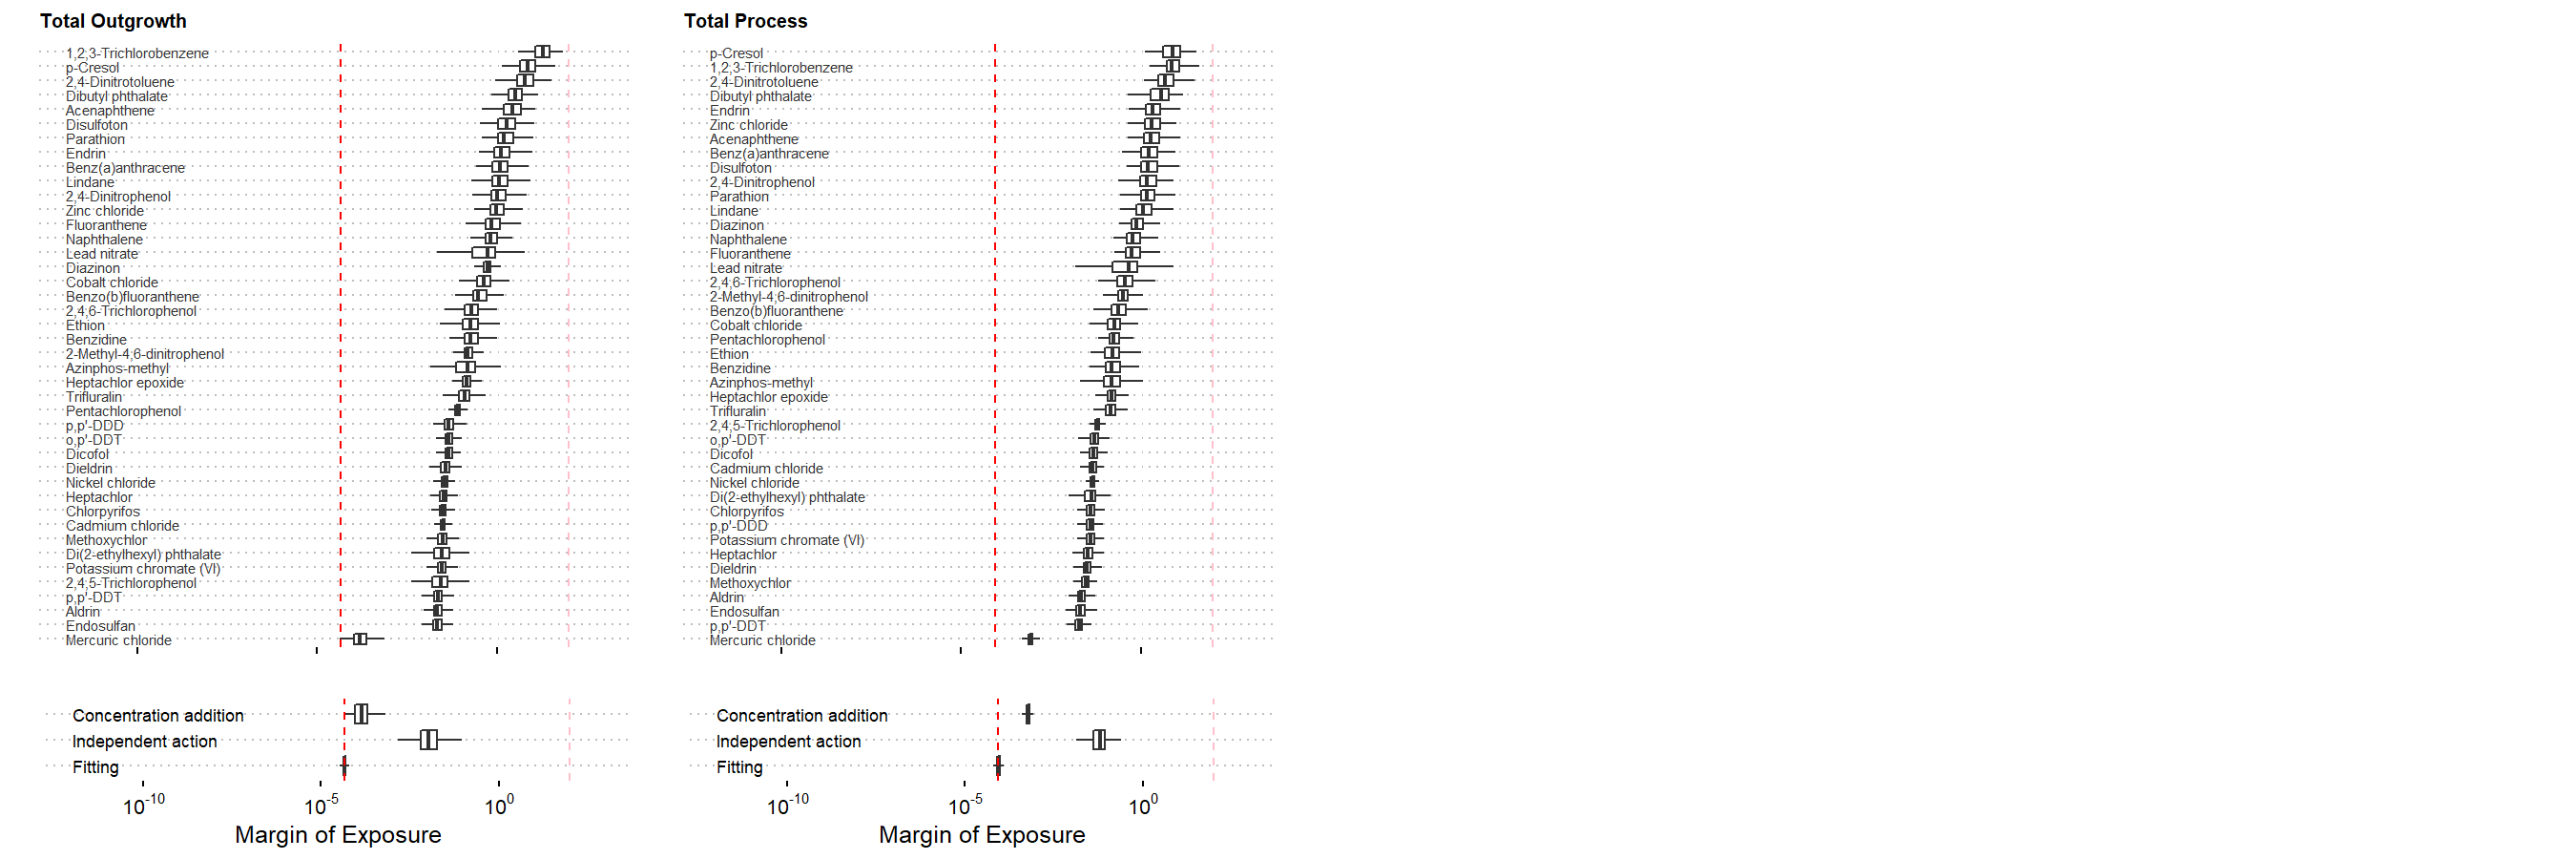 Total Outgrowth
1,2,3-Trichlorobenzene
p-Cresol
2,4-Dinitrotoluene
Dibutyl phthalate
Acenaphthene
Disulfoton
Parathion
Endrin
Benz(a)anthracene
Lindane
2,4-Dinitrophenol
Zinc chloride
Fluoranthene
Naphthalene
Lead nitrate
Diazinon
Cobalt chloride
Benzo(b)fluoranthene
2,4,6-Trichlorophenol
Ethion
Benzidine
2-Methyl-4,6-dinitrophenol
Azinphos-methyl
Heptachlor epoxide
Trifluralin
Pentachlorophenol
p,p'-DDD
o,p'-DDT
Dicofol
Dieldrin
Nickel chloride
Heptachlor
Chlorpyrifos
Cadmium chloride
Methoxychlor
Di(2-ethylhexyl) phthalate
Potassium chromate (VI)
2,4,5-Trichlorophenol
p,p'-DDT
Aldrin
Endosulfan
Mercuric chloride
Concentration addition
Independent action
Fitting
10^-10 10^-5 10^0
Margin of Exposure
Total Process
p-Cresol
1,2,3-Trichlorobenzene
2,4-Dinitrotoluene
Dibutyl phthalate
Endrin
Zinc chloride
Acenaphthene
Benz(a)anthracene
Disulfoton
2,4-Dinitrophenol
Parathion
Lindane
Diazinon
Naphthalene
Fluoranthene
Lead nitrate
2,4,6-Trichlorophenol
2-Methyl-4,6-dinitrophenol
Benzo(b)fluoranthene
Cobalt chloride
Pentachlorophenol
Ethion
Benzidine
Azinphos-methyl
Heptachlor epoxide
Trifluralin
2,4,5-Trichlorophenol
o,p'-DDT
Dicofol
Cadmium chloride
Nickel chloride
Di(2-ethylhexyl) phthalate
Chlorpyrifos
p,p'-DDD
Potassium chromate (VI)
Heptachlor
Dieldrin
Methoxychlor
Aldrin
Endosulfan
p,p'-DDT
Mercuric chloride
Concentration addition
Independent action
Fitting
10^-10 10^-5 10^0
Margin of Exposure